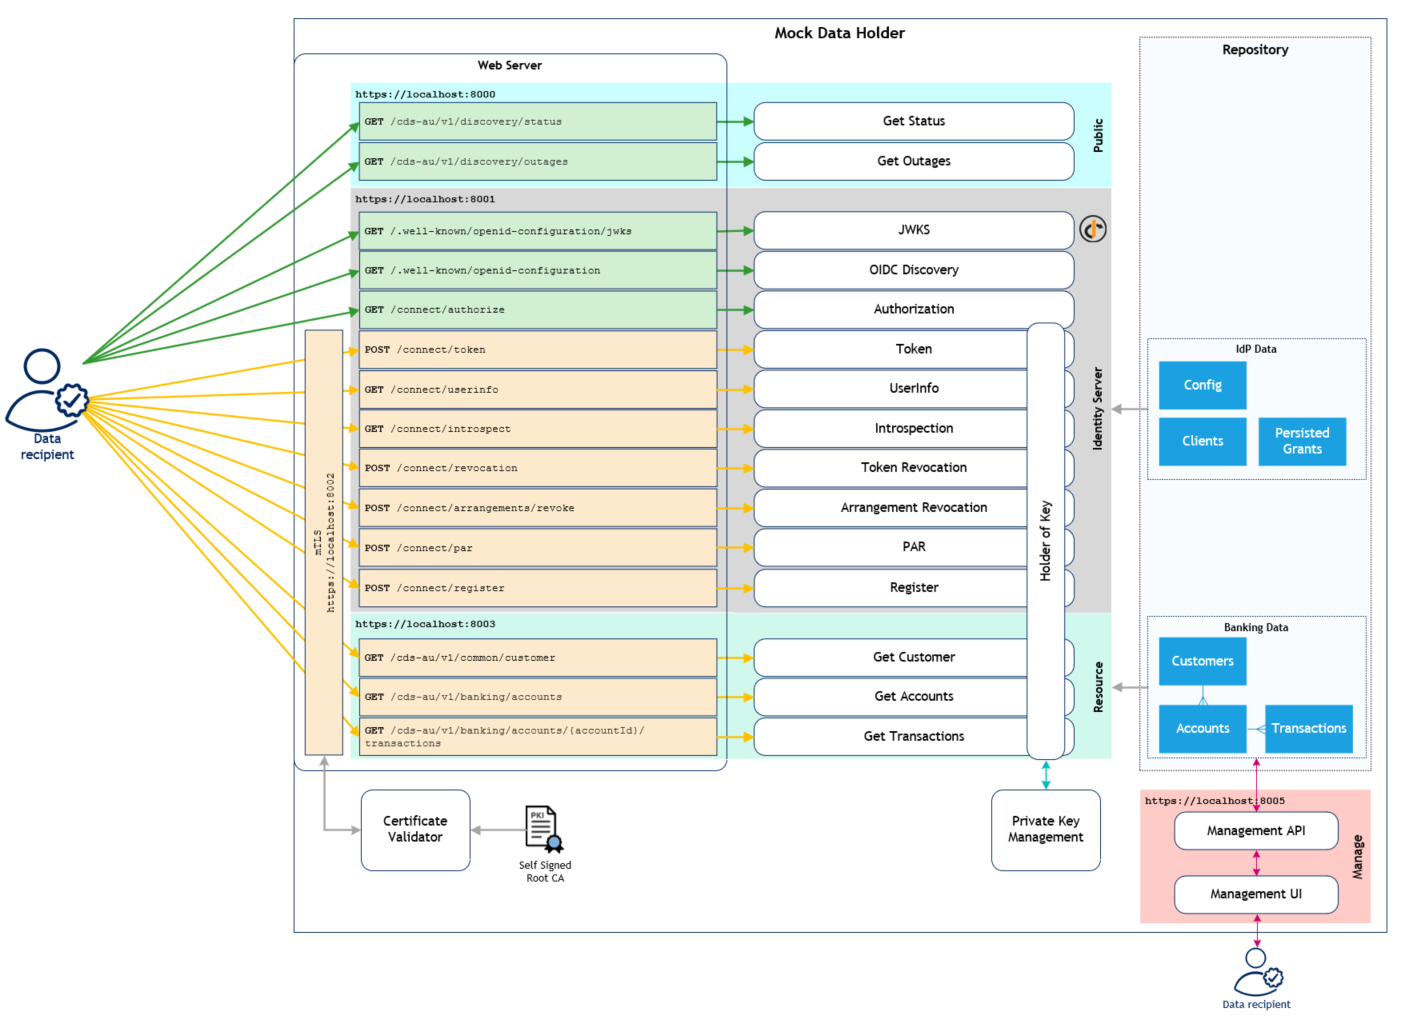 Mock Data Holder
Web Server
Repository
https://localhost:8000
GET /cds-au/v1/discovery/status
Get Status
GET /cds-au/v1/discovery/outages
Get Outages
Public
https://localhost:8001
GET /.well-known/openid-configuration/jwks
JWKS
GET /.well-known/openid-configuration
OIDC Discovery
GET /connect/authorize
Authorization
POST /connect/token
Token
GET /connect/userinfo
UserInfo
GET /connect/introspect
Introspection
POST /connect/revocation
Token Revocation
POST /connect/arrangements/revoke
Arrangement Revocation
POST /connect/par
PAR
POST /connect/register
Register
Identity Server
Data
recipient
mTLS
https://localhost:8002
Holder of Key
IdP Data
Config
Clients
Persisted
Grants
https://localhost:8003
GET /cds-au/v1/common/customer
Get Customer
GET /cds-au/v1/banking/accounts
Get Accounts
GET /cds-au/v1/banking/accounts/{accountId}/
transactions
Get Transactions
Resource
Banking Data
Customers
Accounts
Transactions
Certificate
Validator
PKI
Self Signed
Root CA
Private Key
Management
https://localhost:8005
Management API
Management UI
Manage
Data recipient